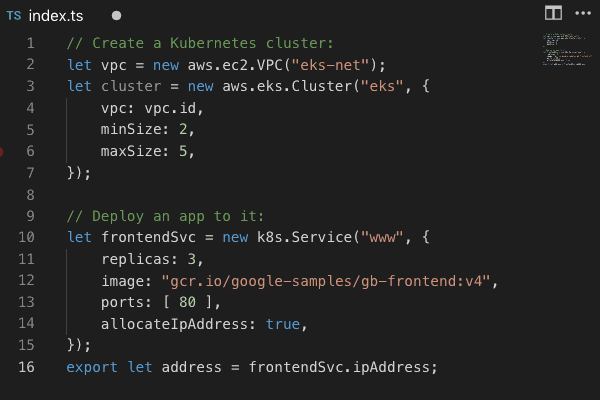 TS index.ts
1 // Create a Kubernetes cluster:
2 let vpc = new aws.ec2.VPC("eks-net");
3 let cluster = new aws.eks.Cluster("eks", {
4     vpc: vpc.id,
5     minSize: 2,
6     maxSize: 5,
7 });
8
9 // Deploy an app to it:
10 let frontendSvc = new k8s.Service("www", {
11     replicas: 3,
12     image: "gcr.io/google-samples/gb-frontend:v4",
13     ports: [ 80 ],
14     allocateIpAddress: true,
15 });
16 export let address = frontendSvc.ipAddress;